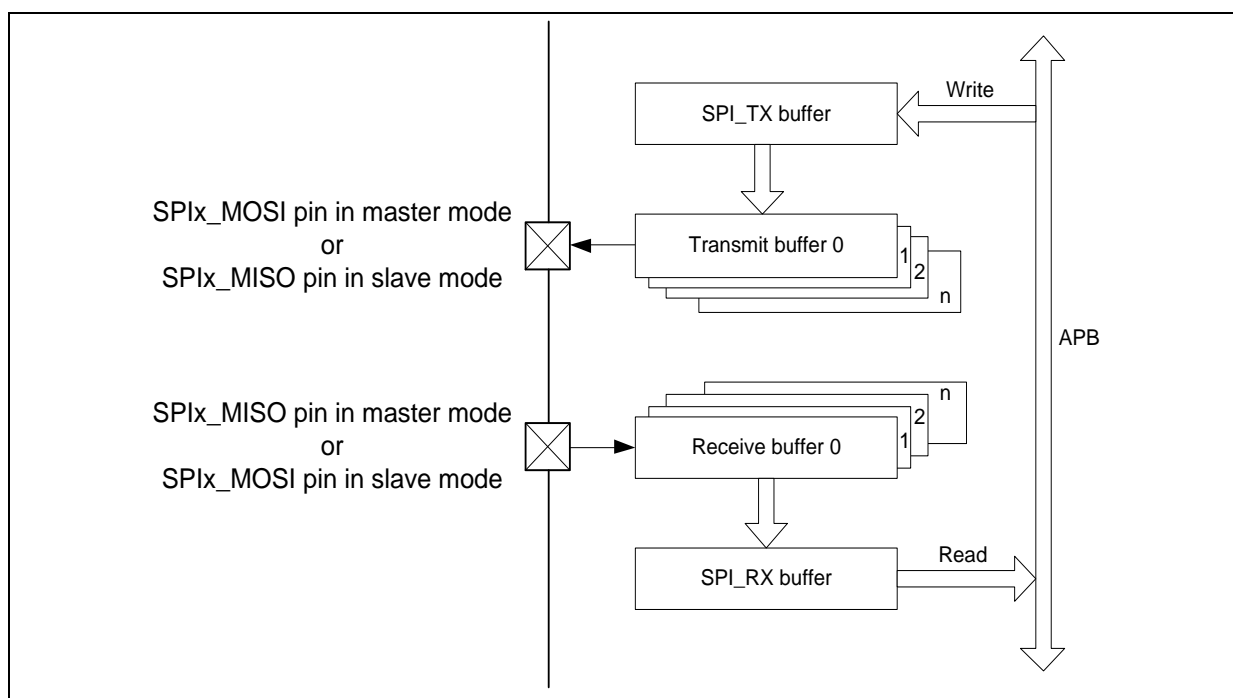 Write
SPI_TX buffer
SPIx_MOSI pin in master mode
or
SPIx_MISO pin in slave mode
Transmit buffer 0
1
2
n
APB
SPIx_MISO pin in master mode
or
SPIx_MOSI pin in slave mode
n
2
1
Receive buffer 0
Read
SPI_RX buffer